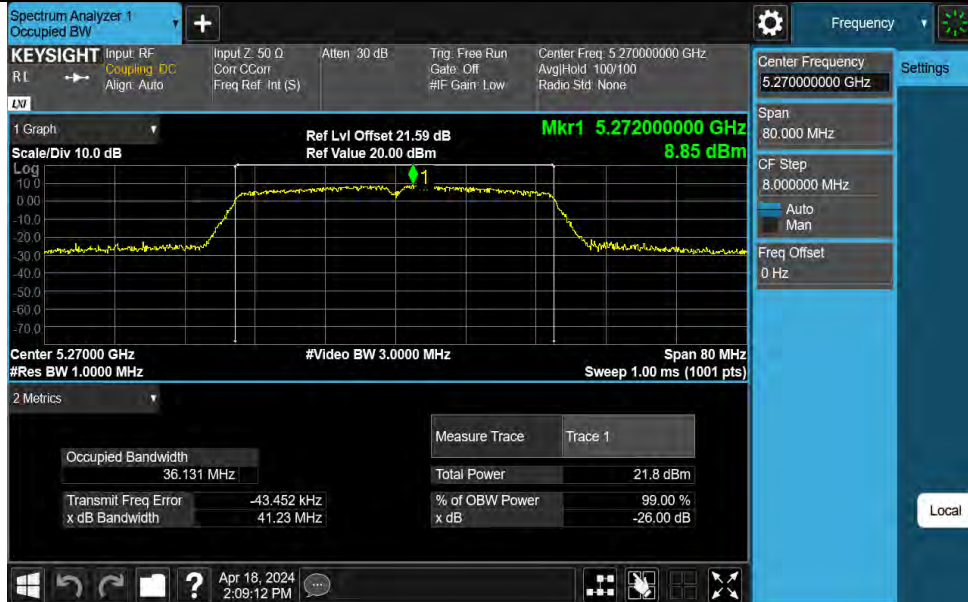 Spectrum Analyzer 1
Occupied BW
+
Frequency
KEYSIGHT
RL
LXI
Input: RF
Coupling: DC
Align: Auto
Input Z: 50 Ω
Corr CCorr
Freq Ref: Int (S)
Atten: 30 dB
Trig: Free Run
Gate: Off
#IF Gain: Low
Center Freq: 5.270000000 GHz
Avg|Hold: 100/100
Radio Std: None
Center Frequency
5.270000000 GHz
Settings
Span
80.000 MHz
CF Step
8.000000 MHz
Auto
Man
Freq Offset
0 Hz
Local
1 Graph
Scale/Div 10.0 dB
Ref Lvl Offset 21.59 dB
Ref Value 20.00 dBm
Mkr1 5.272000000 GHz
8.85 dBm
Log
10.0
0.00
-10.0
-20.0
-30.0
-40.0
-50.0
-60.0
-70.0
1
Center 5.27000 GHz
#Video BW 3.0000 MHz
Span 80 MHz
#Res BW 1.0000 MHz
Sweep 1.00 ms (1001 pts)
2 Metrics
Measure Trace
Trace 1
Occupied Bandwidth
36.131 MHz
Total Power
21.8 dBm
Transmit Freq Error
-43.452 kHz
% of OBW Power
99.00 %
x dB Bandwidth
41.23 MHz
x dB
-26.00 dB
?
Apr 18, 2024
2:09:12 PM